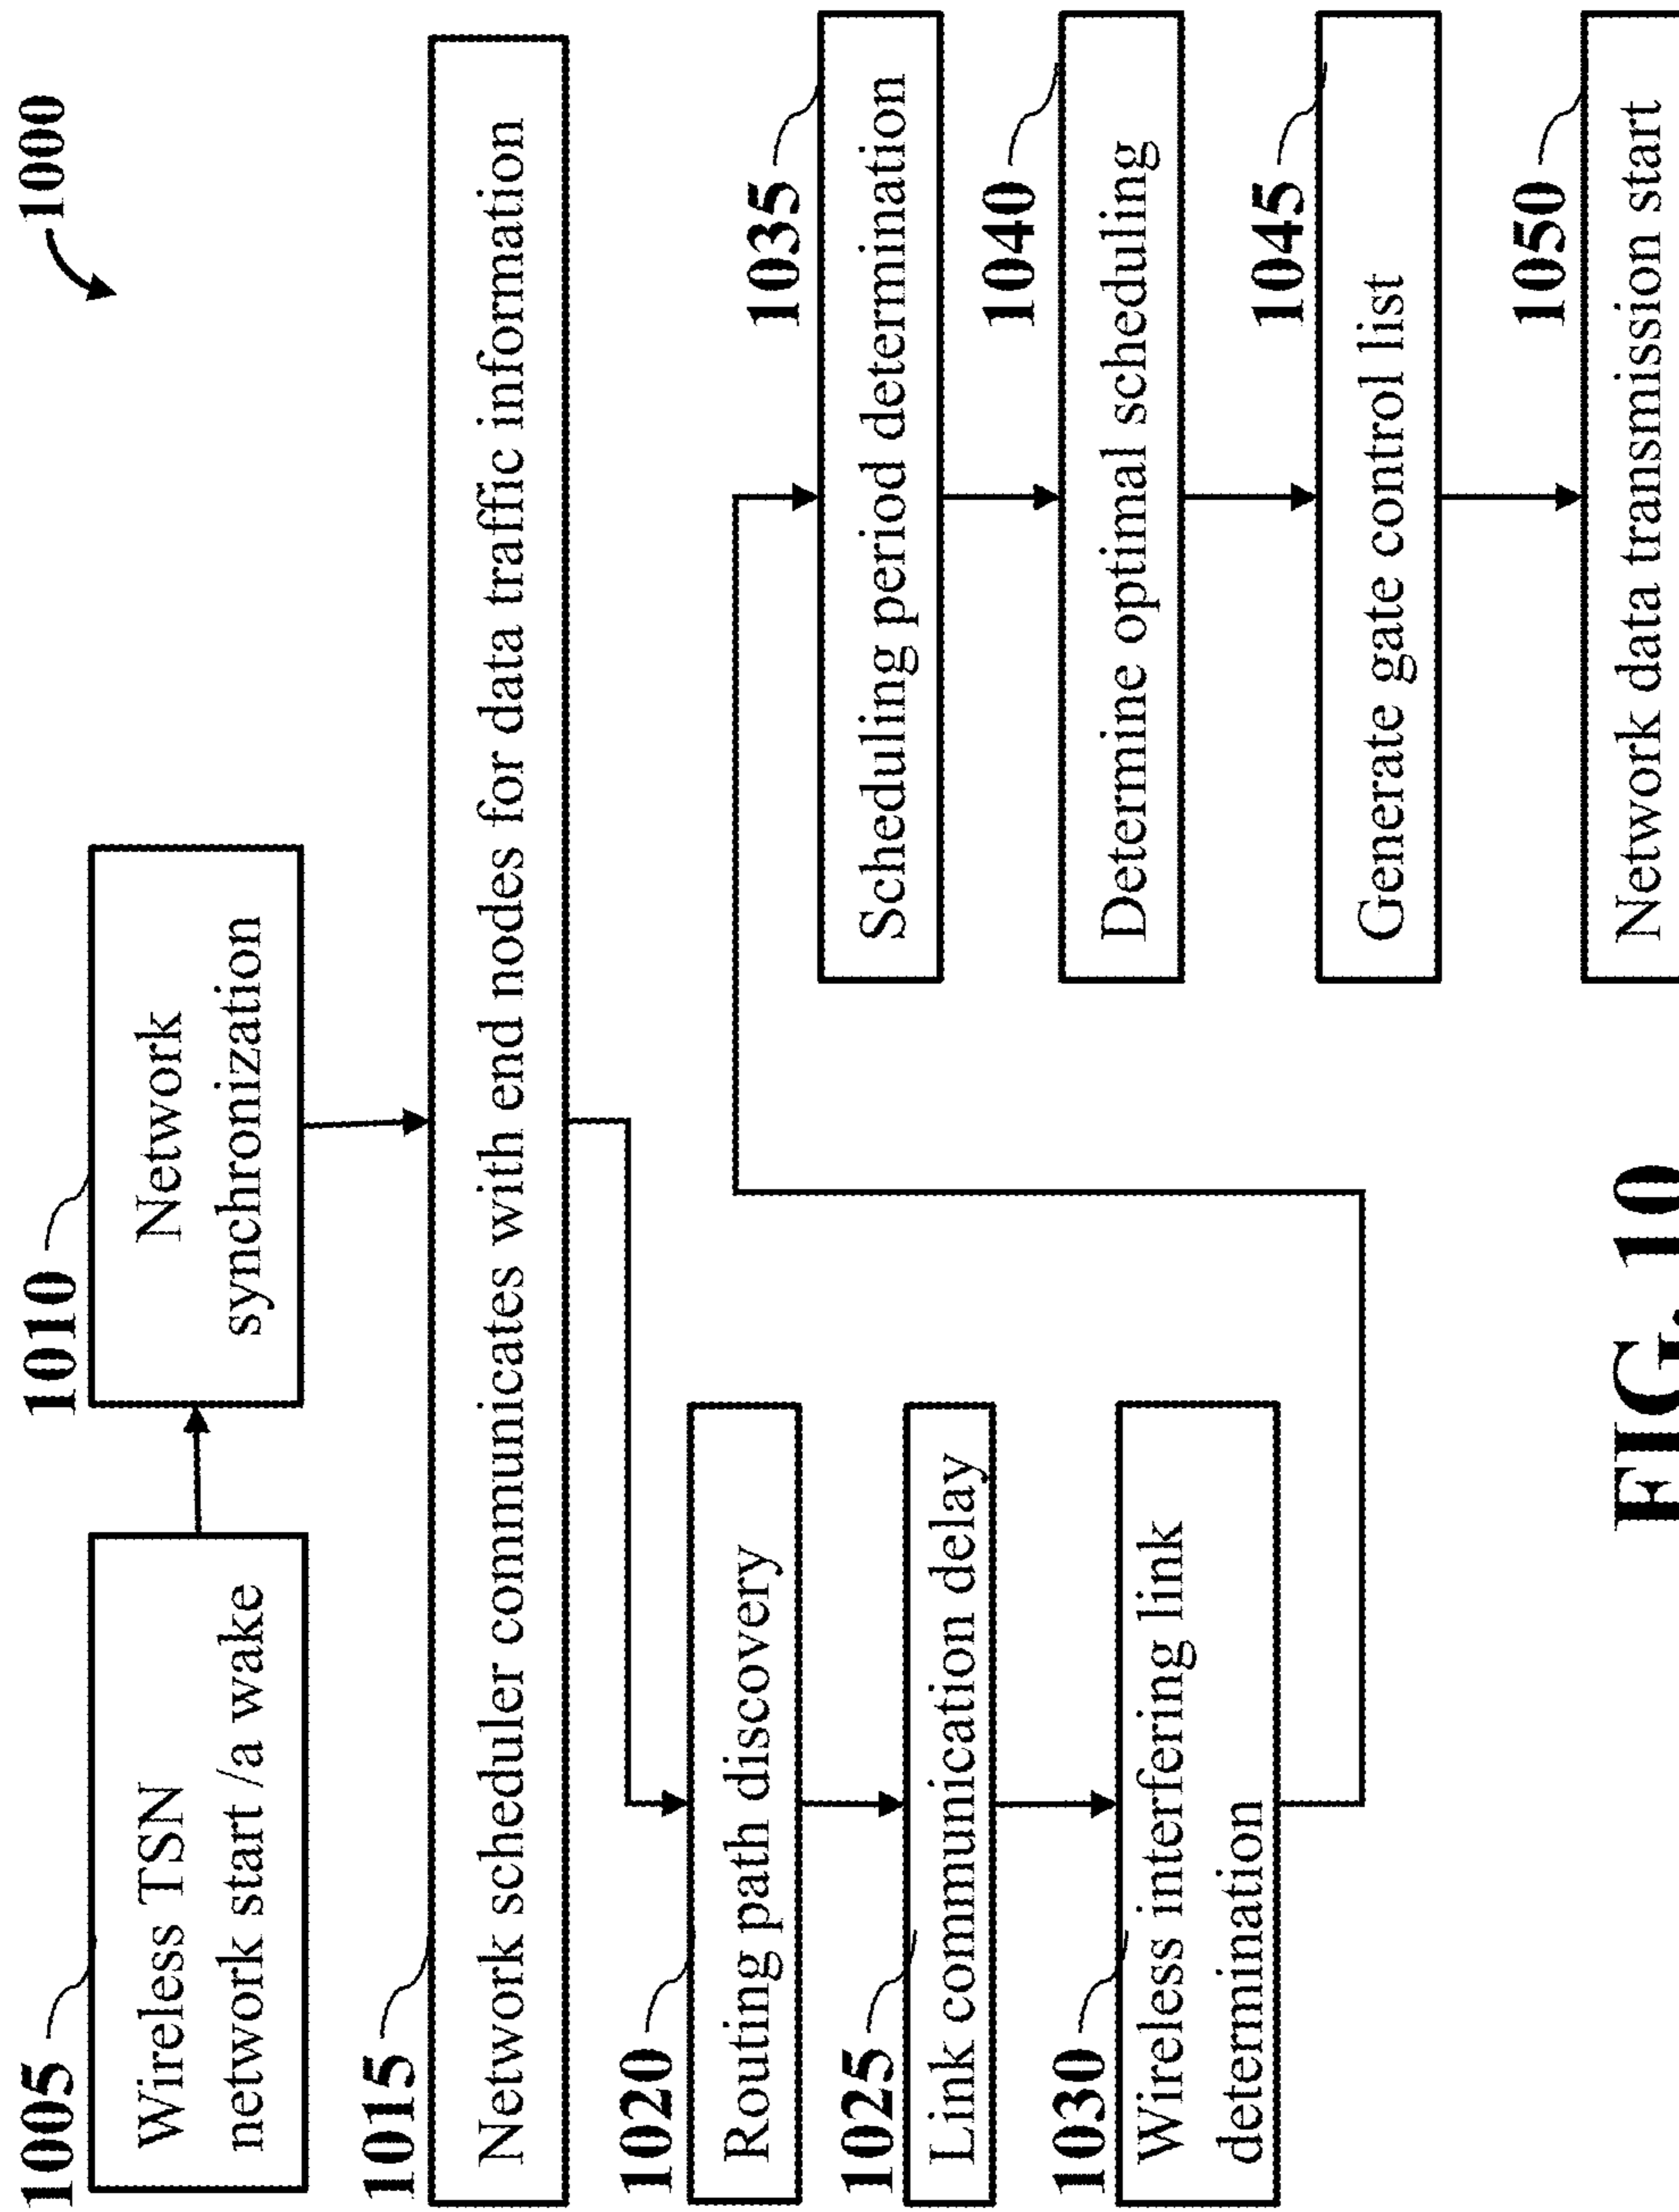 1000
1005
Wireless TSN
network start /a wake
1010
Network
synchronization
1015
Network scheduler communicates with end nodes for data traffic information
1020
Routing path discovery
1025
Link communication delay
1030
Wireless interfering link
determination
1035
Scheduling period determination
1040
Determine optimal scheduling
1045
Generate gate control list
1050
Network data transmission start
FIG. 10